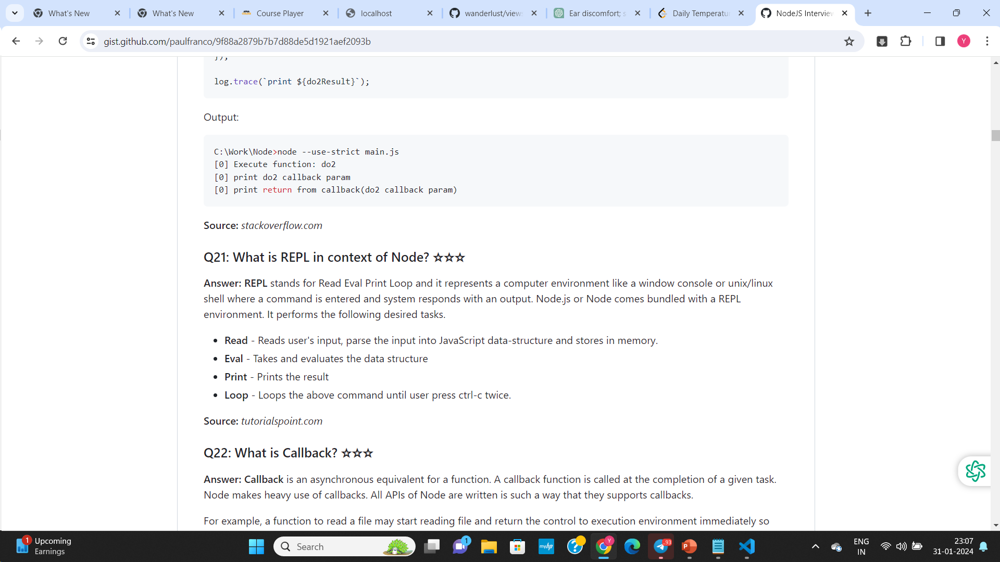 What's New
What's New
Course Player
localhost
wanderlust/views
Ear discomfort; s
Daily Temperatur
NodeJS Interview
gist.github.com/paulfranco/9f88a2879b7b7d88de5d1921aef2093b
Y
});
log.trace(`print ${do2Result}`);
Output:
C:\Work\Node>node --use-strict main.js
[0] Execute function: do2
[0] print do2 callback param
[0] print return from callback(do2 callback param)
Source: stackoverflow.com
Q21: What is REPL in context of Node? ☆☆☆
Answer: REPL stands for Read Eval Print Loop and it represents a computer environment like a window console or unix/linux
shell where a command is entered and system responds with an output. Node.js or Node comes bundled with a REPL
environment. It performs the following desired tasks.
• Read - Reads user's input, parse the input into JavaScript data-structure and stores in memory.
• Eval - Takes and evaluates the data structure
• Print - Prints the result
• Loop - Loops the above command until user press ctrl-c twice.
Source: tutorialspoint.com
Q22: What is Callback? ☆☆☆
Answer: Callback is an asynchronous equivalent for a function. A callback function is called at the completion of a given task.
Node makes heavy use of callbacks. All APIs of Node are written is such a way that they supports callbacks.
For example, a function to read a file may start reading file and return the control to execution environment immediately so
1
Upcoming
Earnings
Search
1
myhp
Y
..93
ENG
IN
23:07
31-01-2024